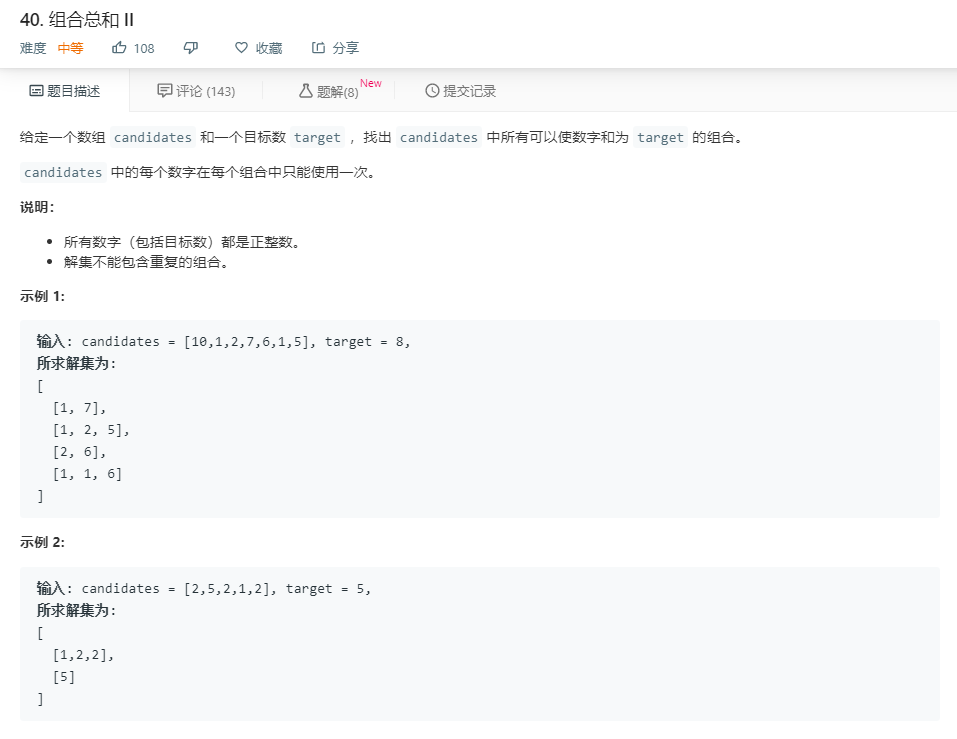 40. 组合总和 II
难度 中等 108 收藏 分享
题目描述 评论 (143) 题解(8) New 提交记录
给定一个数组 candidates 和一个目标数 target ，找出 candidates 中所有可以使数字和为 target 的组合。
candidates 中的每个数字在每个组合中只能使用一次。
说明：
所有数字（包括目标数）都是正整数。
解集不能包含重复的组合。
示例 1:
输入: candidates = [10,1,2,7,6,1,5], target = 8,
所求解集为:
[
[1, 7],
[1, 2, 5],
[2, 6],
[1, 1, 6]
]
示例 2:
输入: candidates = [2,5,2,1,2], target = 5,
所求解集为:
[
[1,2,2],
[5]
]